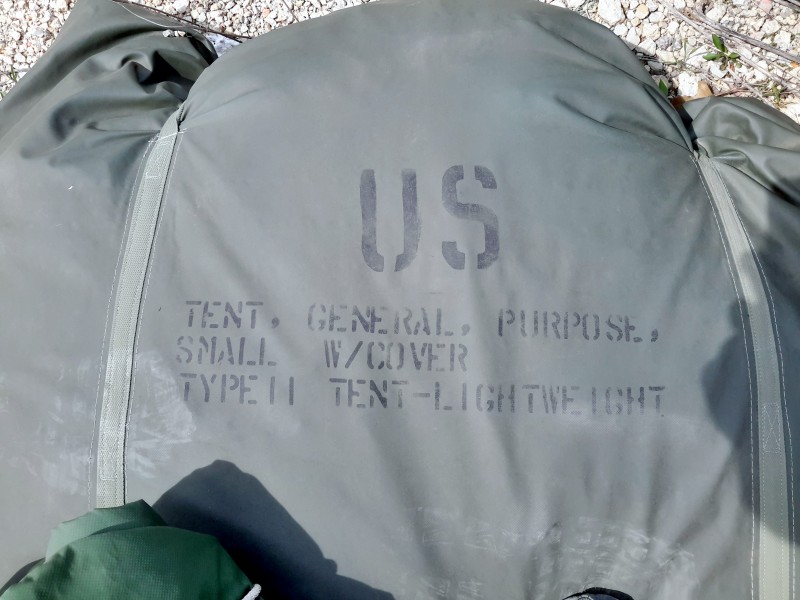 US
TENT, GENERAL, PURPOSE,
SMALL W/COVER
TYPE II TENT-LIGHTWEIGHT